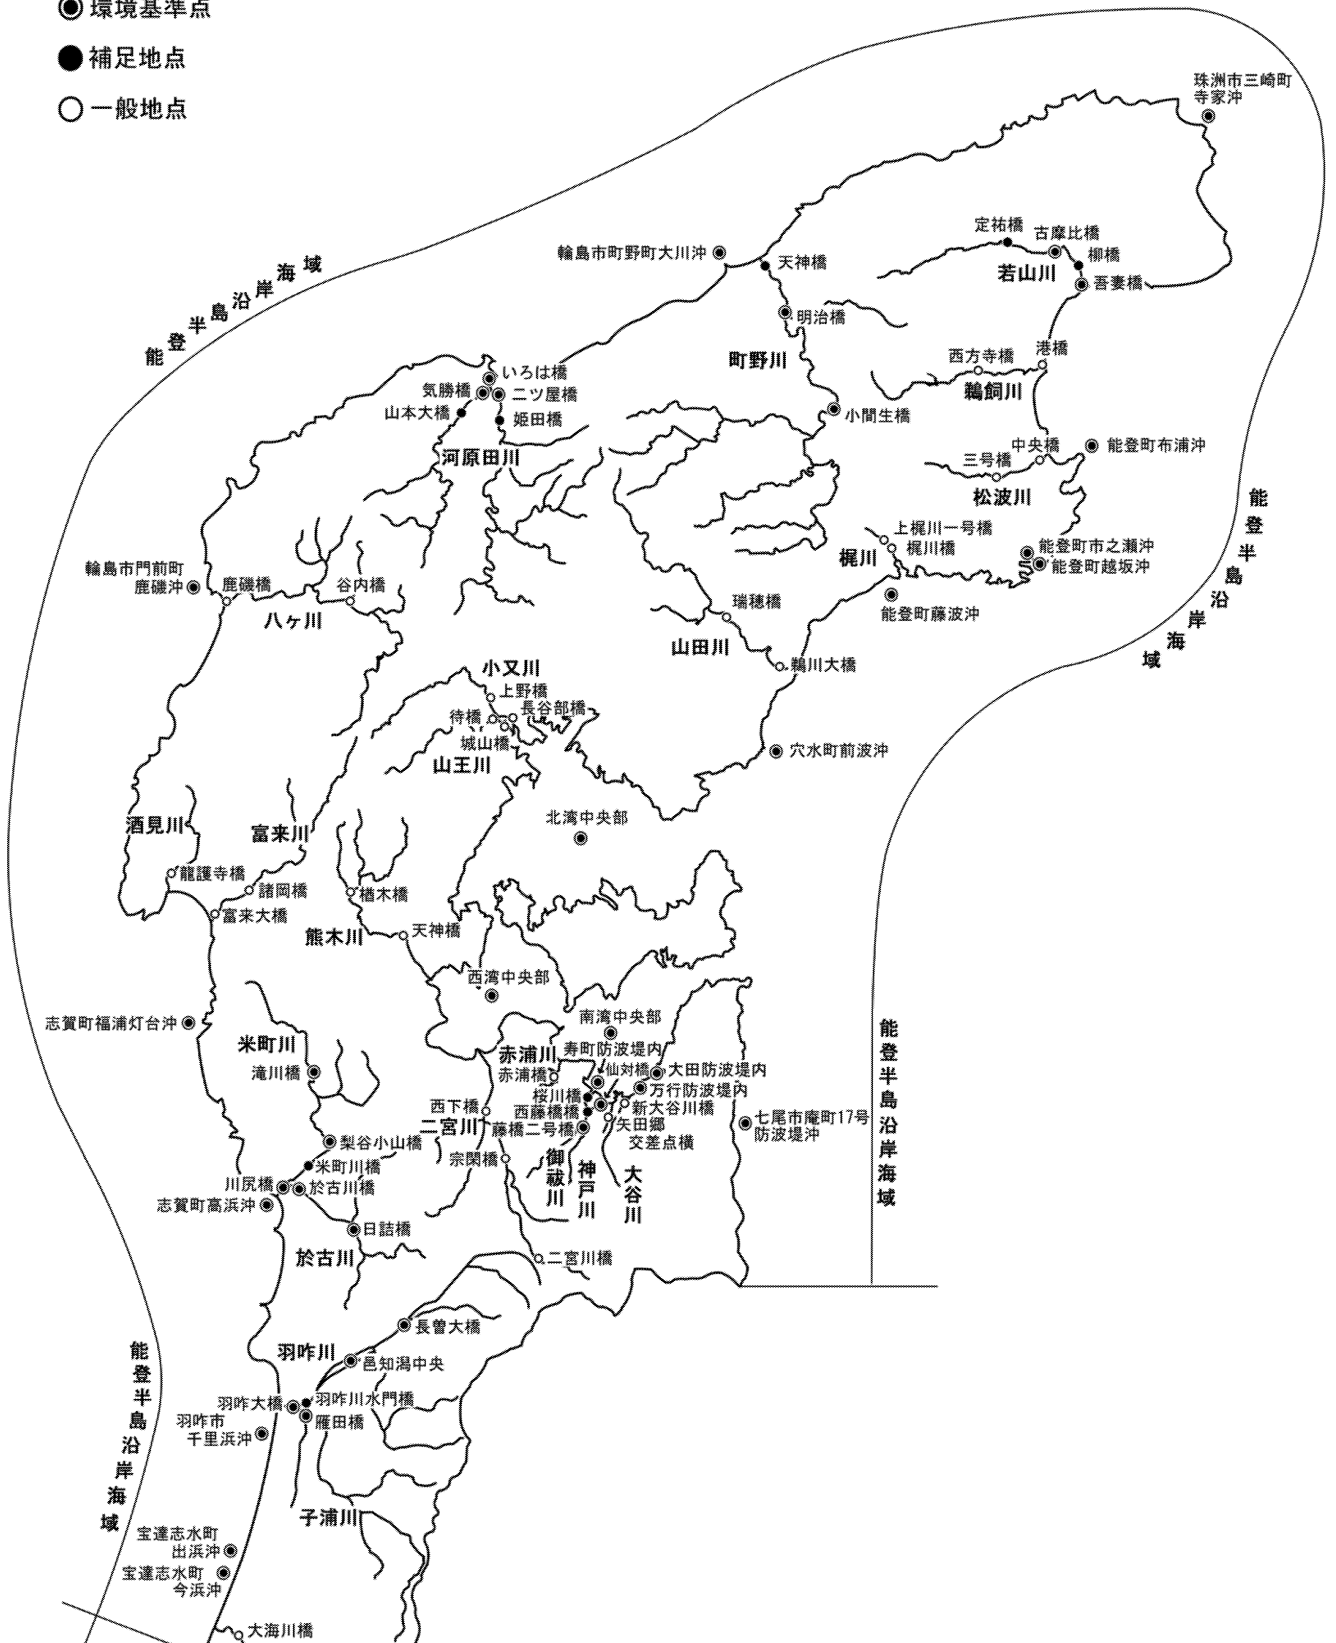 環境基準点
補足地点
一般地点
珠洲市三崎町
寺家沖
定祐橋
古摩比橋
柳橋
若山川
吾妻橋
輪島市町野町大川沖
天神橋
能登半島沿岸海域
明治橋
町野川
西方寺橋
港橋
鵜飼川
いろは橋
気勝橋
二ツ屋橋
山本大橋
姫田橋
小間生橋
河原田川
中央橋
能登町布浦沖
三号橋
松波川
能登半島沿岸海域
上梶川一号橋
梶川橋
梶川
能登町市之瀬沖
能登町越坂沖
輪島市門前町
鹿磯沖
鹿磯橋
谷内橋
八ヶ川
瑞穂橋
能登町藤波沖
山田川
鵜川大橋
小又川
上野橋
長谷部橋
待橋
城山橋
山王川
穴水町前波沖
北湾中央部
酒見川
富来川
龍護寺橋
諸岡橋
富来大橋
楢木橋
熊木川
天神橋
西湾中央部
志賀町福浦灯台沖
南湾中央部
米町川
滝川橋
赤浦川
寿町防波堤内
赤浦橋
仙対橋
大田防波堤内
桜川橋
万行防波堤内
西下橋
西藤橋橋
新大谷川橋
二宮川
藤橋二号橋
矢田郷
交差点横
七尾市庵町17号
防波堤沖
能登半島沿岸海域
梨谷小山橋
宗閑橋
御祓川
神戸川
大谷川
米町川橋
川尻橋
於古川橋
志賀町高浜沖
日詰橋
於古川
二宮川橋
長曽大橋
羽咋川
邑知潟中央
能登半島沿岸海域
羽咋大橋
羽咋川水門橋
羽咋市
千里浜沖
雁田橋
子浦川
宝達志水町
出浜沖
宝達志水町
今浜沖
大海川橋